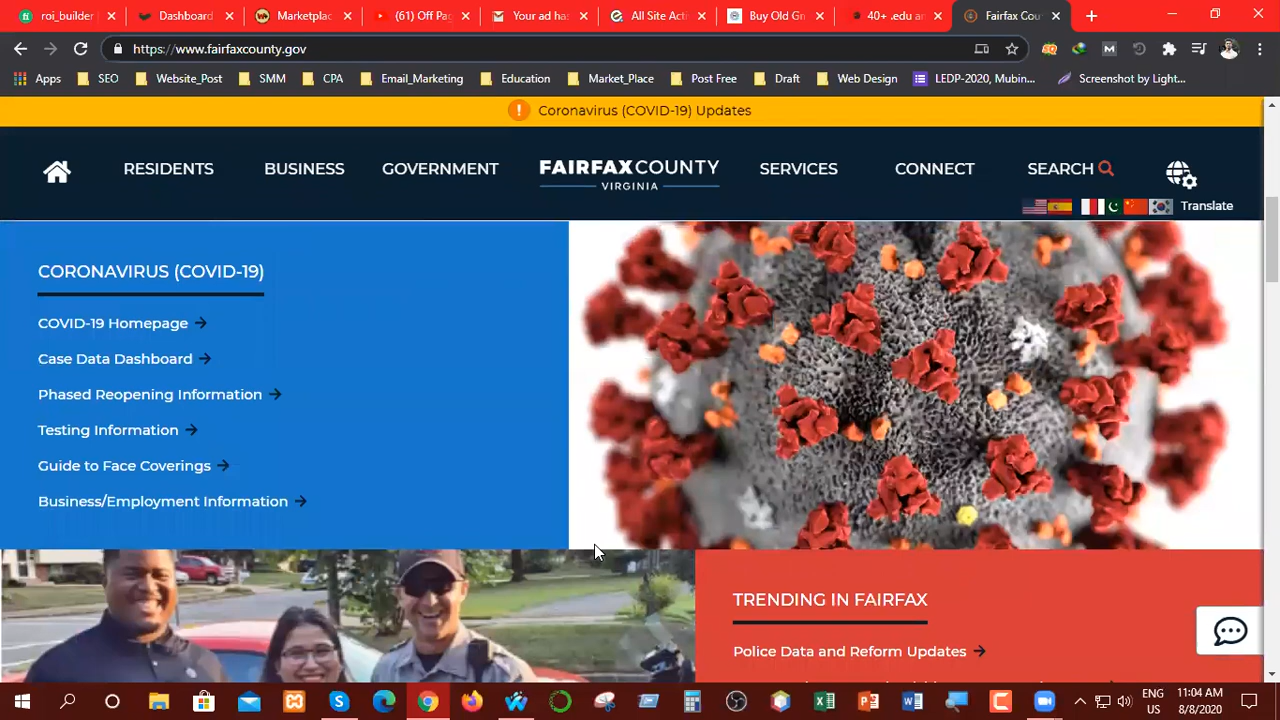 roi_builder
Dashboard
Marketplac
(61) Off Pa
Your ad has
All Site Acti
Buy Old Gm
40+ .edu an
Fairfax Cou
https://www.fairfaxcounty.gov
Apps
SEO
Website_Post
SMM
CPA
Email_Marketing
Education
Market_Place
Post Free
Draft
Web Design
LEDP-2020, Mubin...
Screenshot by Light...
Coronavirus (COVID-19) Updates
RESIDENTS
BUSINESS
GOVERNMENT
FAIRFAX COUNTY
VIRGINIA
SERVICES
CONNECT
SEARCH
Translate
CORONAVIRUS (COVID-19)
COVID-19 Homepage
Case Data Dashboard
Phased Reopening Information
Testing Information
Guide to Face Coverings
Business/Employment Information
TRENDING IN FAIRFAX
Police Data and Reform Updates
ENG
US
11:04 AM
8/8/2020